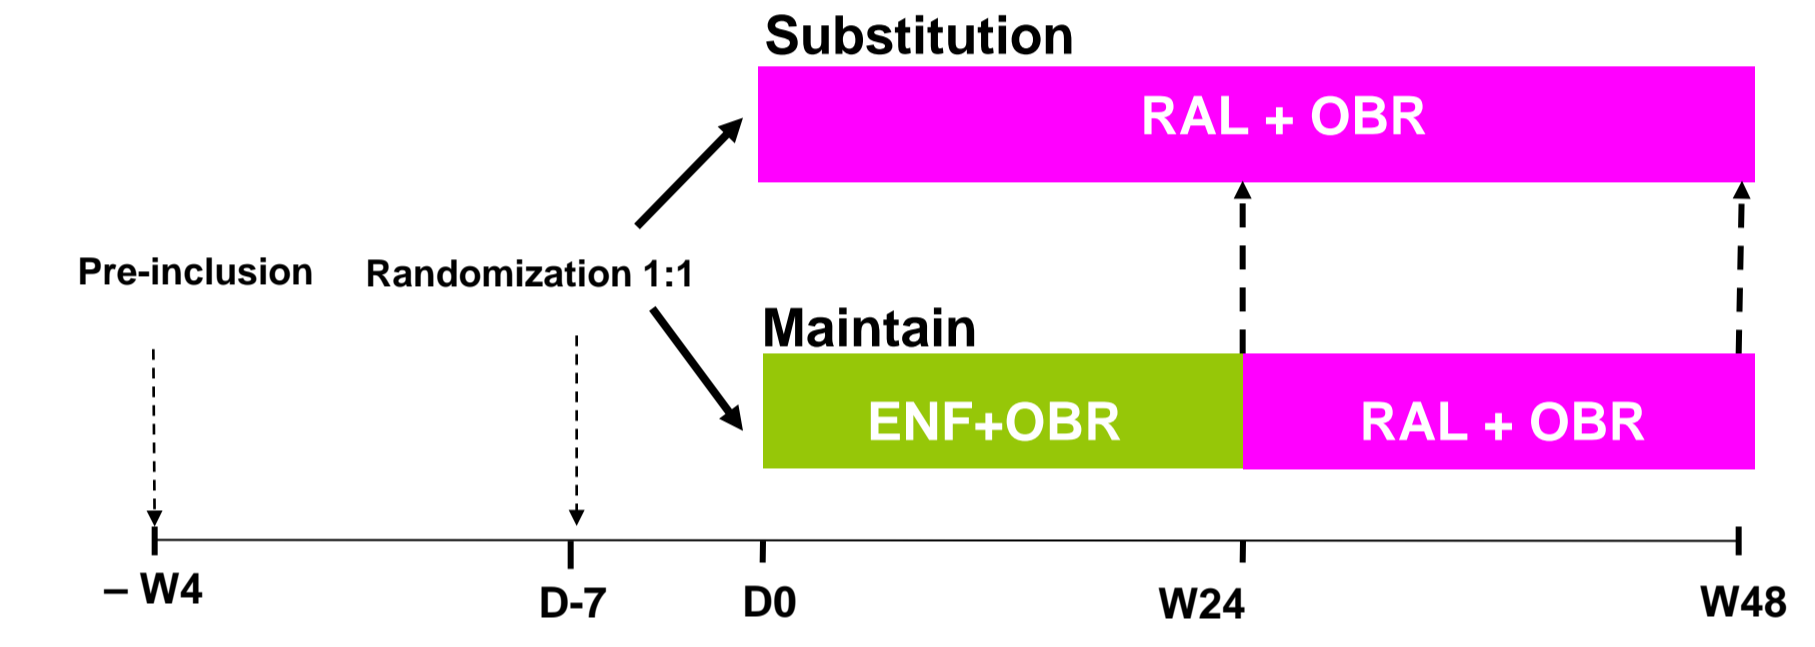 Substitution
RAL + OBR
Pre-inclusion
Randomization 1:1
Maintain
ENF+OBR
RAL + OBR
– W4
D-7
D0
W24
W48